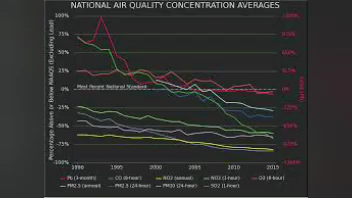 NATIONAL AIR QUALITY CONCENTRATION AVERAGES
100%
75%
50%
25%
0%
-25%
-50%
-75%
-100%
Percentage Above or Below NAAQS (Excluding Lead)
Most Recent National Standard
1990 1995 2000 2005 2010 2015
Pb (3-month) CO (8-hour) NO2 (annual) NO2 (1-hour) O3 (8-hour)
PM2.5 (annual) PM2.5 (24-hour) PM10 (24-hour) SO2 (1-hour)